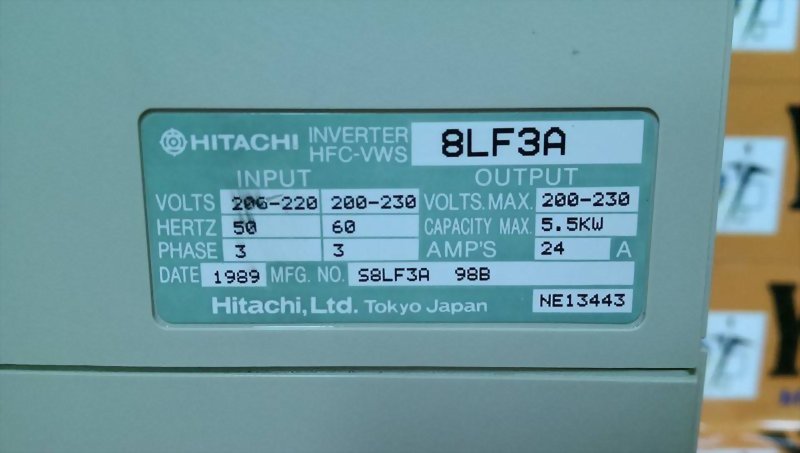 HITACHI INVERTER HFC-VWS 8LF3A
INPUT OUTPUT
VOLTS 200-220 200-230 VOLTS.MAX. 200-230
HERTZ 50 60 CAPACITY MAX. 5.5KW
PHASE 3 3 AMP'S 24 A
DATE 1989 MFG. NO. S8LF3A 98B
Hitachi,Ltd. Tokyo Japan NE13443